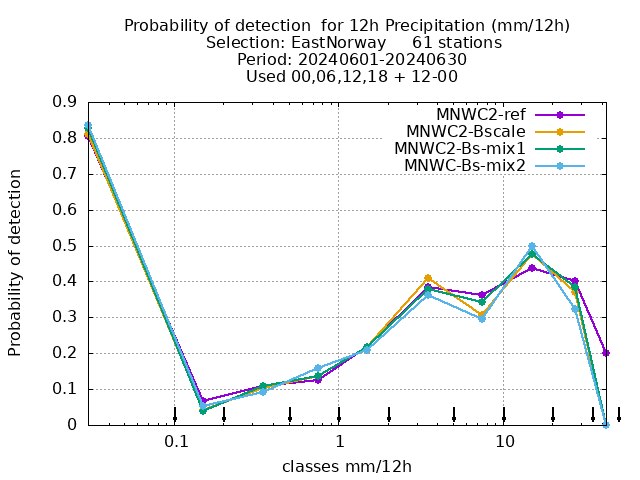 Probability of detection  for 12h Precipitation (mm/12h)
Selection: EastNorway     61 stations
Period: 20240601-20240630
Used 00,06,12,18 + 12-00
MNWC2-ref
MNWC2-Bscale
MNWC2-Bs-mix1
MNWC-Bs-mix2
0.9
0.8
0.7
0.6
0.5
0.4
0.3
0.2
0.1
0
Probability of detection
0.1 1 10
classes mm/12h